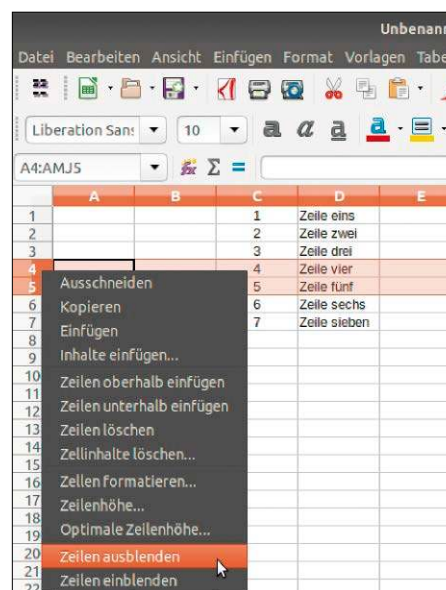 Unbenann
Datei Bearbeiten Ansicht Einfügen Format Vorlagen Tabe
Liberation Sans 10 a a a a
A4:AMJ5 Σ =
A B C D E
1 1 Zeile eins
2 2 Zeile zwei
3 3 Zeile drei
4 4 Zeile vier
5 5 Zeile fünf
6 6 Zeile sechs
7 7 Zeile sieben
8
9
10
11
12
13
14
15
16
17
18
19
20
21
22
Ausschneiden
Kopieren
Einfügen
Inhalte einfügen...
Zeilen oberhalb einfügen
Zeilen unterhalb einfügen
Zeilen löschen
Zellinhalte löschen...
Zellen formatieren...
Zeilenhöhe...
Optimale Zeilenhöhe...
Zeilen ausblenden
Zeilen einblenden